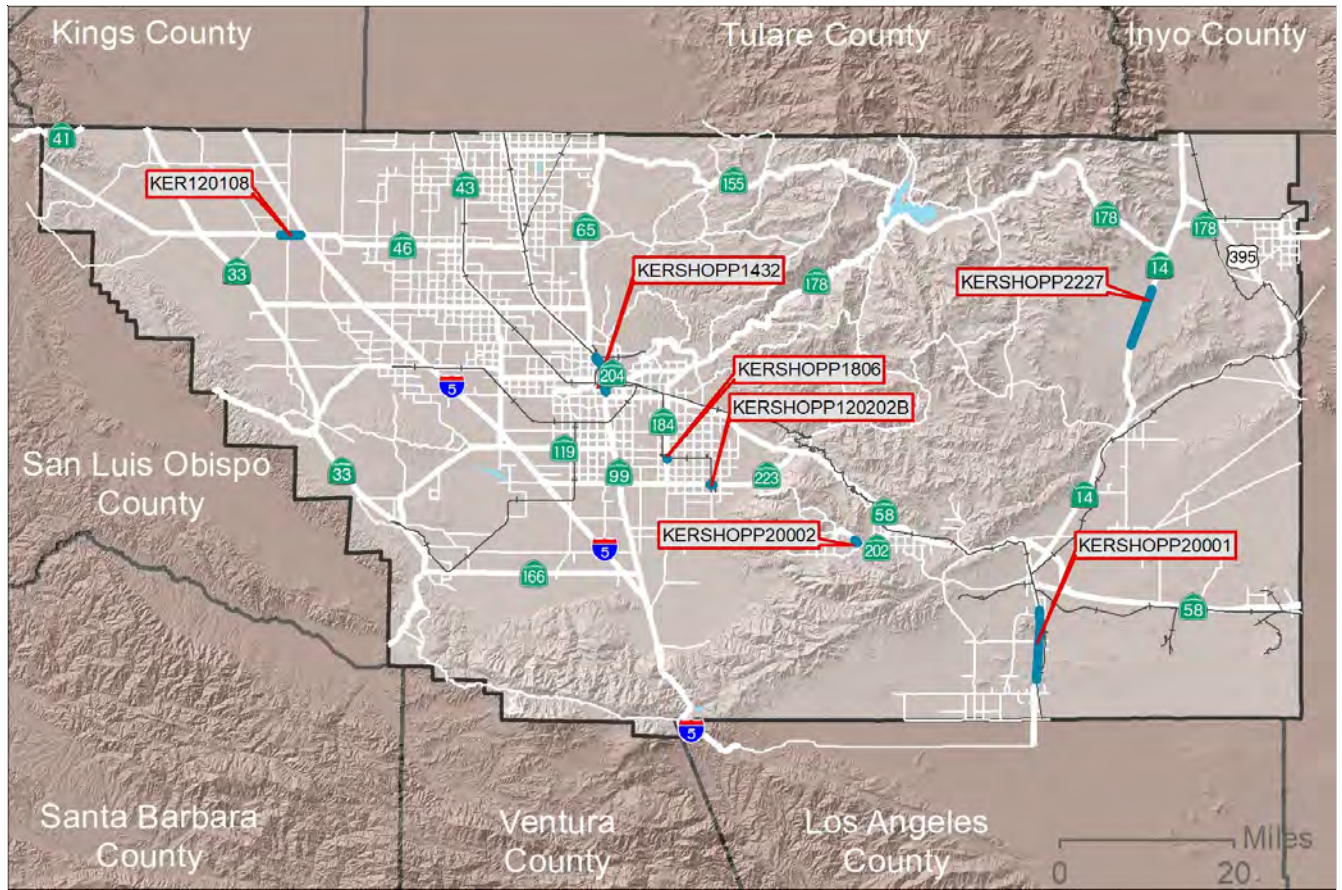 Kings County
Tulare County
Inyo County
41
KER120108
43
155
65
178
178
46
33
395
14
KERSHOPP1432
KERSHOPP2227
178
204
KERSHOPP1806
5
KERSHOPP120202B
184
119
San Luis Obispo
County
33
99
223
14
58
KERSHOPP20002
202
KERSHOPP20001
5
166
58
5
Santa Barbara
County
Ventura
County
Los Angeles
County
Miles
0
20